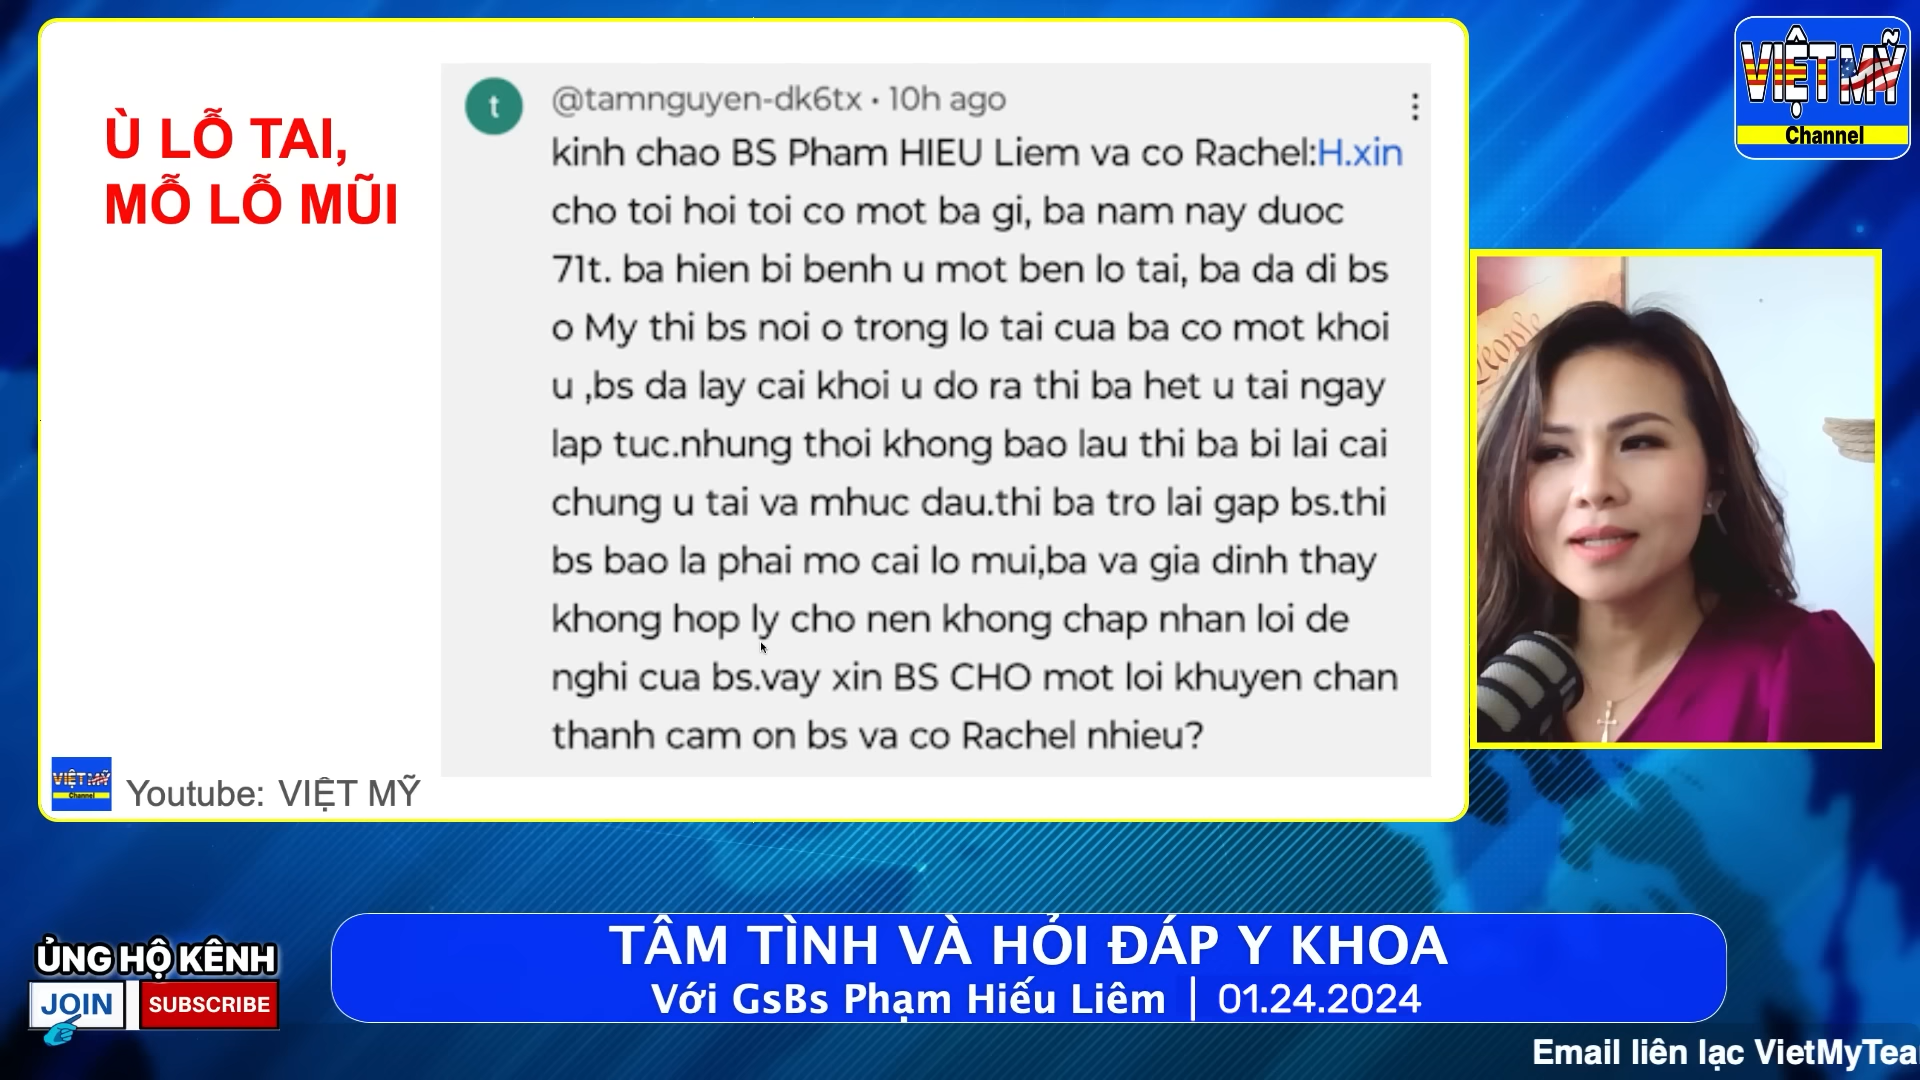 Ù LỖ TAI,
MỖ LỖ MŨI
t
@tamnguyen-dk6tx • 10h ago
kinh chao BS Pham HIEU Liem va co Rachel:H.xin
cho toi hoi toi co mot ba gi, ba nam nay duoc
71t. ba hien bi benh u mot ben lo tai, ba da di bs
o My thi bs noi o trong lo tai cua ba co mot khoi
u ,bs da lay cai khoi u do ra thi ba het u tai ngay
lap tuc.nhung thoi khong bao lau thi ba bi lai cai
chung u tai va mhuc dau.thi ba tro lai gap bs.thi
bs bao la phai mo cai lo mui,ba va gia dinh thay
khong hop ly cho nen khong chap nhan loi de
nghi cua bs.vay xin BS CHO mot loi khuyen chan
thanh cam on bs va co Rachel nhieu?
VIỆT MỸ
Channel
Youtube: VIỆT MỸ
VIỆT MỸ
Channel
People
ỦNG HỘ KÊNH
JOIN
SUBSCRIBE
TÂM TÌNH VÀ HỎI ĐÁP Y KHOA
Với GsBs Phạm Hiếu Liêm | 01.24.2024
Email liên lạc VietMyTea